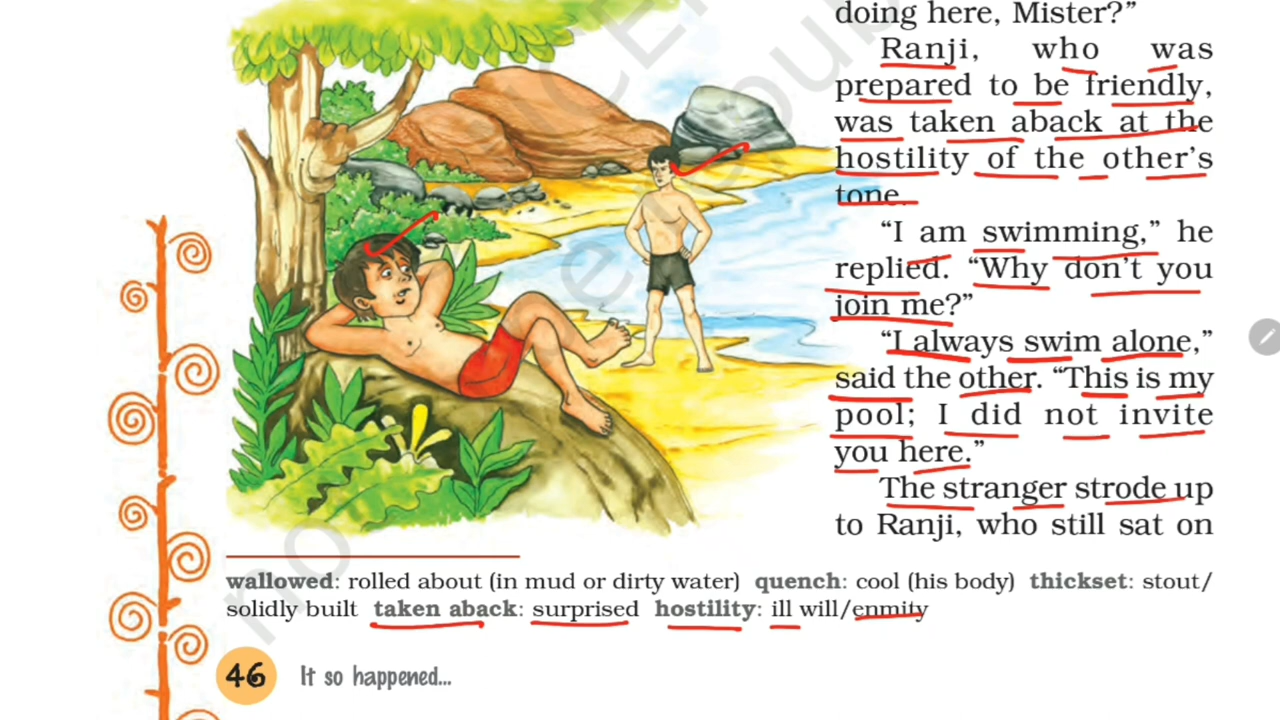 doing here, Mister?”
Ranji, who was
prepared to be friendly,
was taken aback at the
hostility of the other’s
tone.
“I am swimming,” he
replied. “Why don’t you
join me?”
“I always swim alone,”
said the other. “This is my
pool; I did not invite
you here.”
The stranger strode up
to Ranji, who still sat on
wallowed: rolled about (in mud or dirty water) quench: cool (his body) thickset: stout/
solidly built taken aback: surprised hostility: ill will/enmity
46 It so happened...